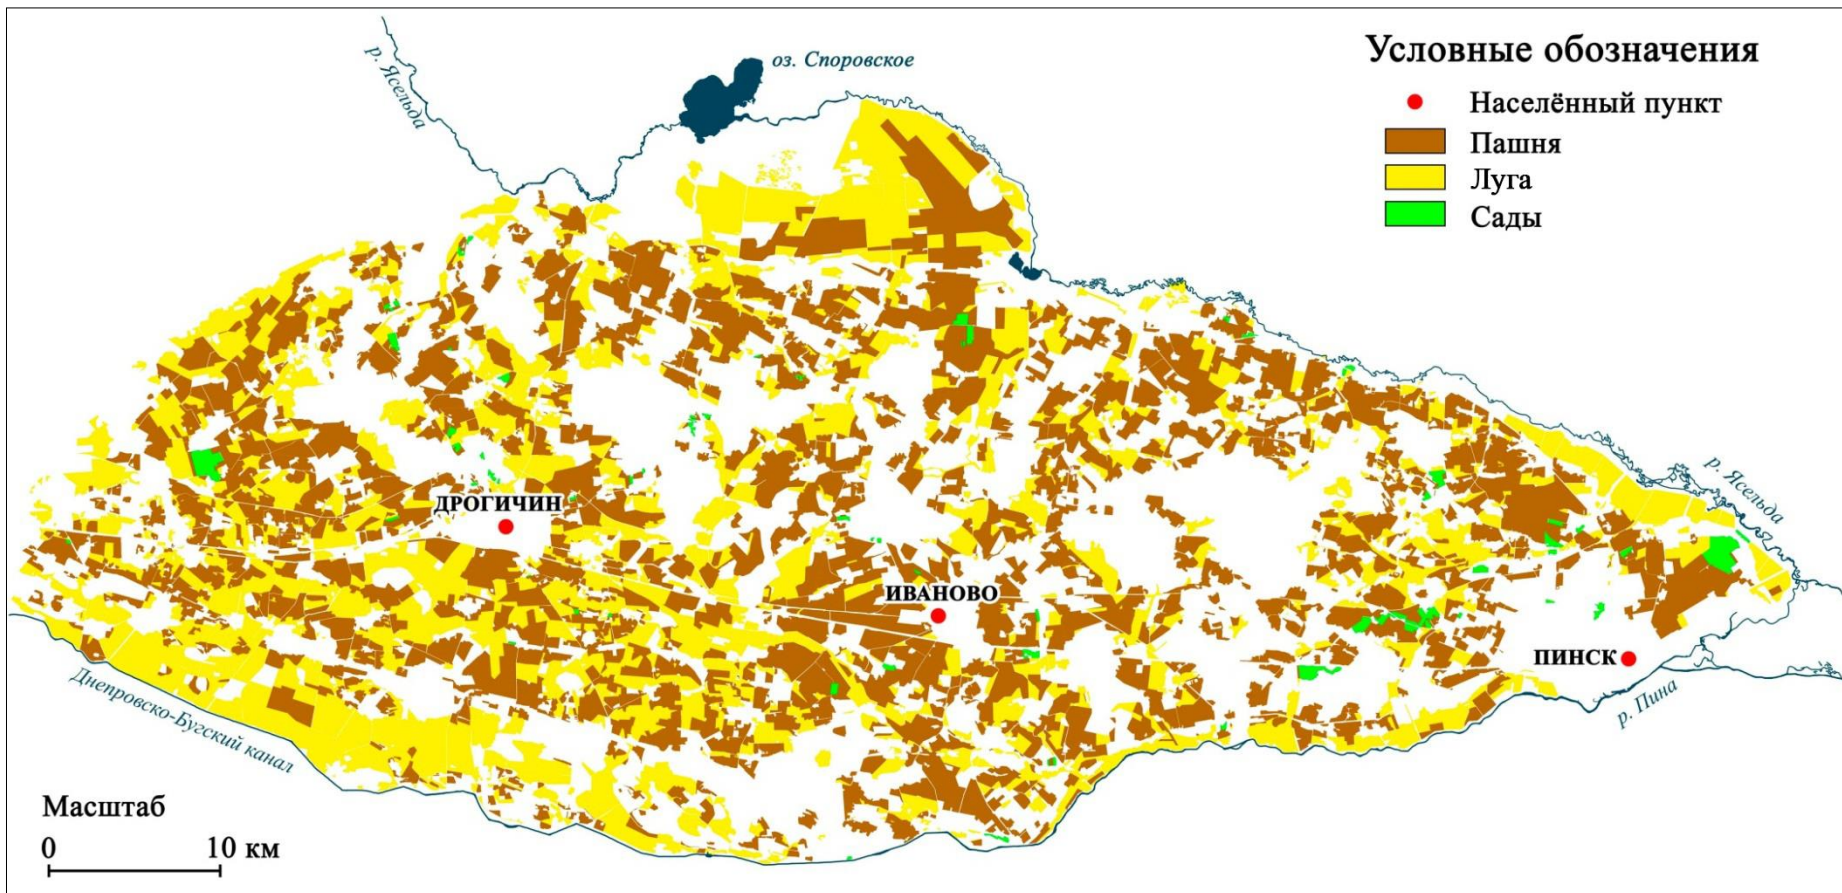 р. Ясельда
оз. Споровское
Условные обозначения
Населённый пункт
Пашня
Луга
Сады
р. Ясельда
ДРОГИЧИН
ИВАНОВО
ПИНСК
р. Пина
Днепровско-Бугский канал
Масштаб
0 10 км